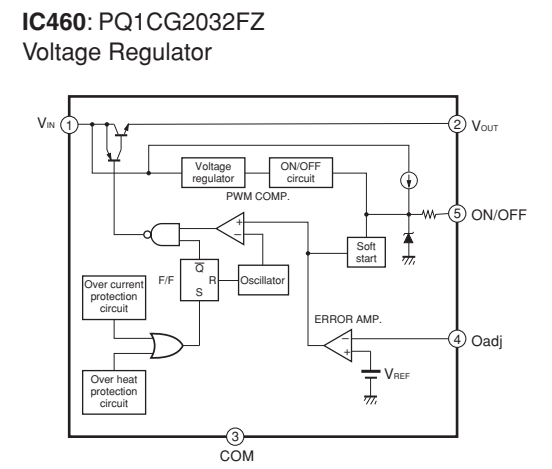 IC460: PQ1CG2032FZ
Voltage Regulator
VIN 1
2 VOUT
Voltage
regulator
ON/OFF
circuit
PWM COMP.
5 ON/OFF
+
−
Soft
start
Q
F/F
R
S
Oscillator
Over current
protection
circuit
ERROR AMP.
−
+
4 Oadj
VREF
Over heat
protection
circuit
3
COM